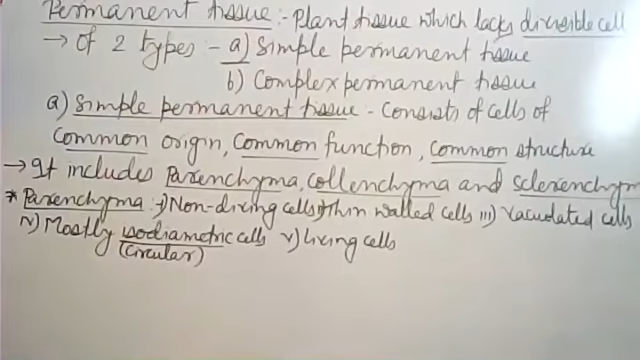 Permanent tissue :- Plant tissue which lacks divisible cell
→ Of 2 types - a) Simple permanent tissue
b) Complex permanent tissue
a) Simple permanent tissue - Consists of cells of
Common origin, Common function, Common structure
→ It includes Parenchyma, collenchyma and sclerenchym
* Parenchyma :- i) Non-dividing cells ii) Thin walled cells iii) Vacuolated cells
iv) Mostly isodiametric cells v) living cells
(circular)